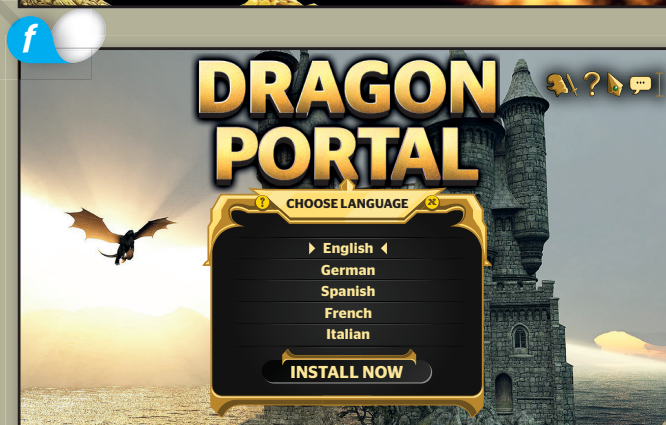 f
DRAGON
PORTAL
?
CHOOSE LANGUAGE
English
German
Spanish
French
Italian
INSTALL NOW